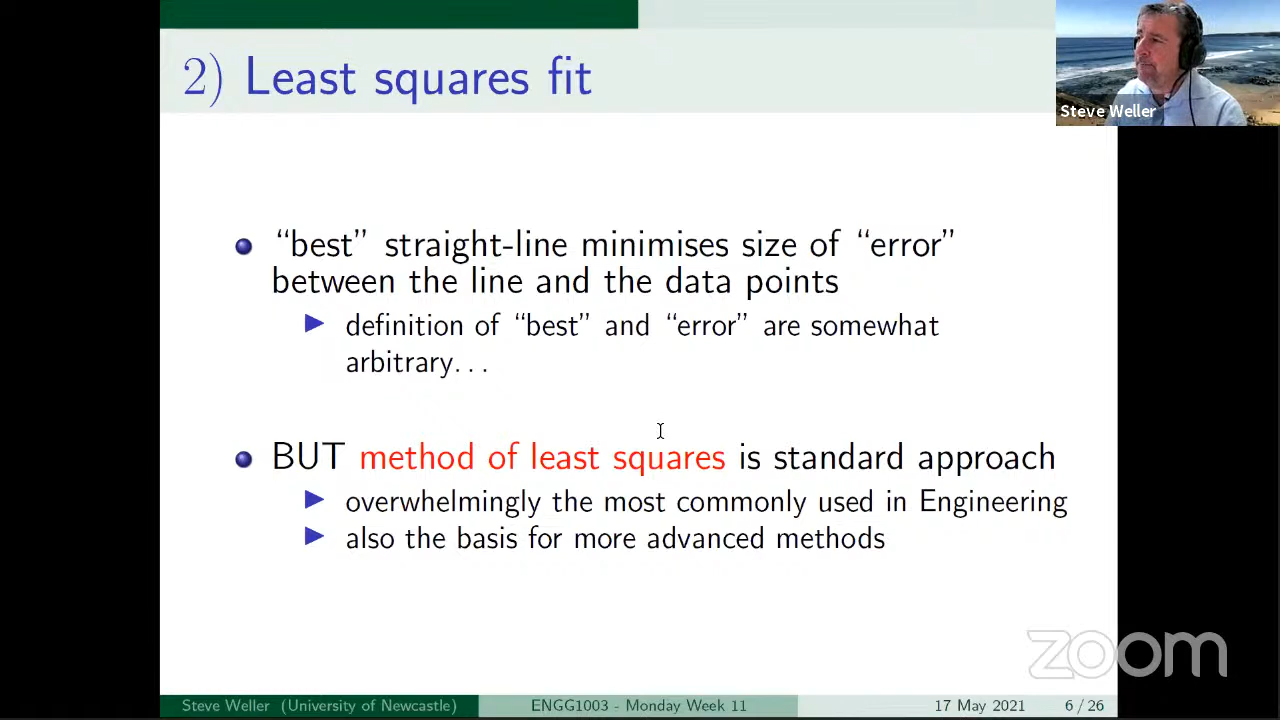 2) Least squares fit
Steve Weller
“best” straight-line minimises size of “error”
between the line and the data points
definition of “best” and “error” are somewhat
arbitrary. . .
BUT method of least squares is standard approach
overwhelmingly the most commonly used in Engineering
also the basis for more advanced methods
zoom
Steve Weller (University of Newcastle) ENGG1003 - Monday Week 11 17 May 2021 6 / 26